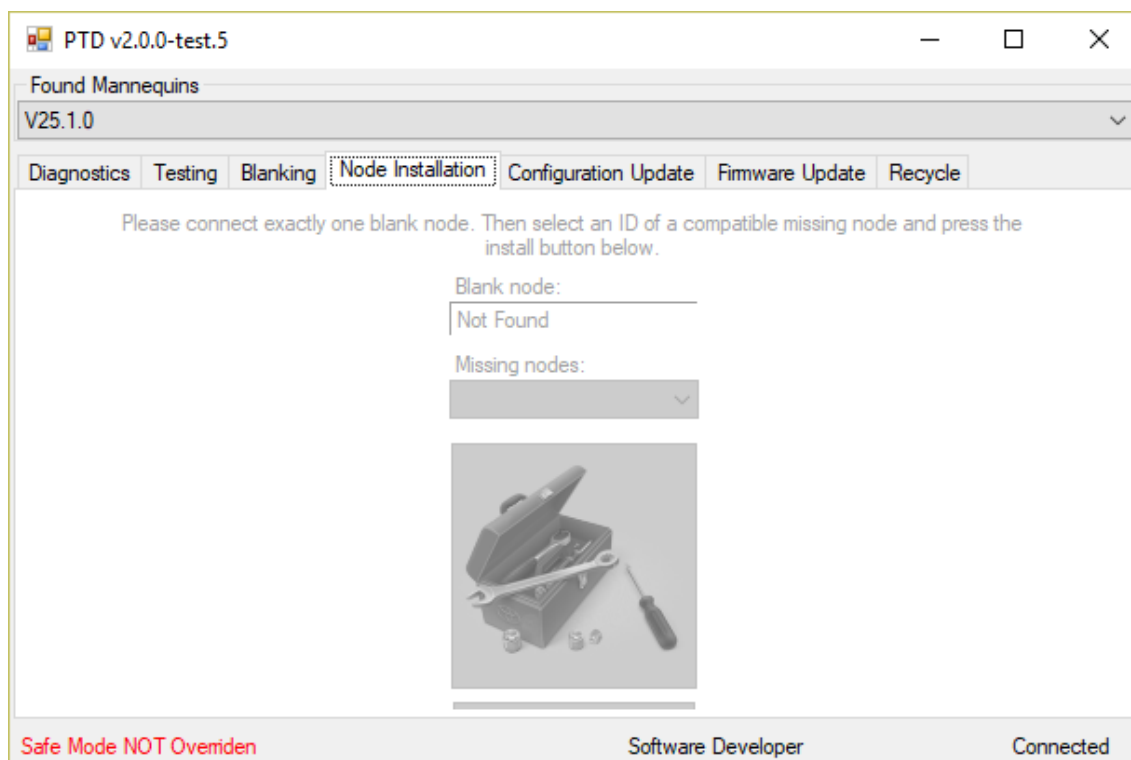 PTD v2.0.0-test.5
Found Mannequins
V25.1.0
Diagnostics Testing Blanking Node Installation Configuration Update Firmware Update Recycle
Please connect exactly one blank node. Then select an ID of a compatible missing node and press the
install button below.
Blank node:
Not Found
Missing nodes:
Safe Mode NOT Overriden Software Developer Connected